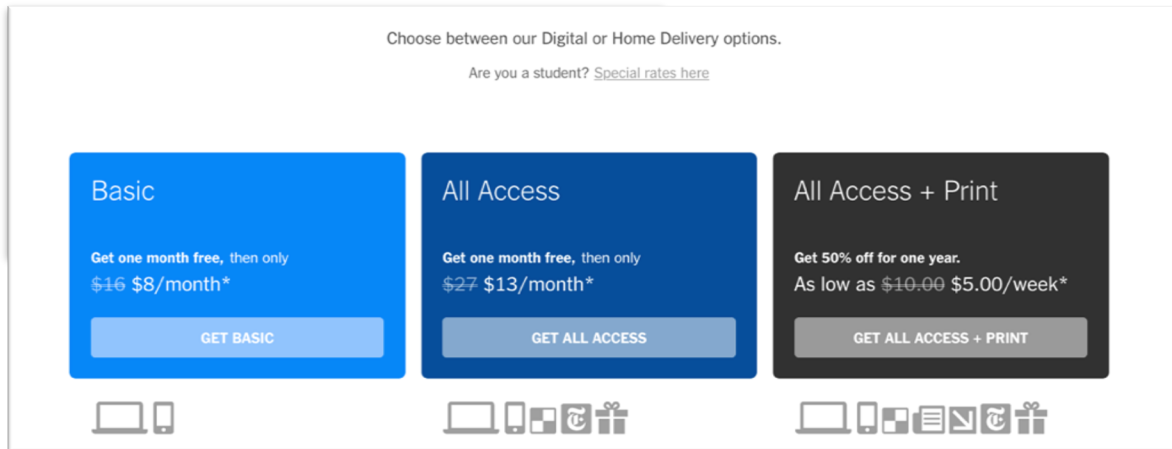 Choose between our Digital or Home Delivery options.
Are you a student? Special rates here
Basic
Get one month free, then only
$16 $8/month*
GET BASIC
All Access
Get one month free, then only
$27 $13/month*
GET ALL ACCESS
All Access + Print
Get 50% off for one year.
As low as $10.00 $5.00/week*
GET ALL ACCESS + PRINT